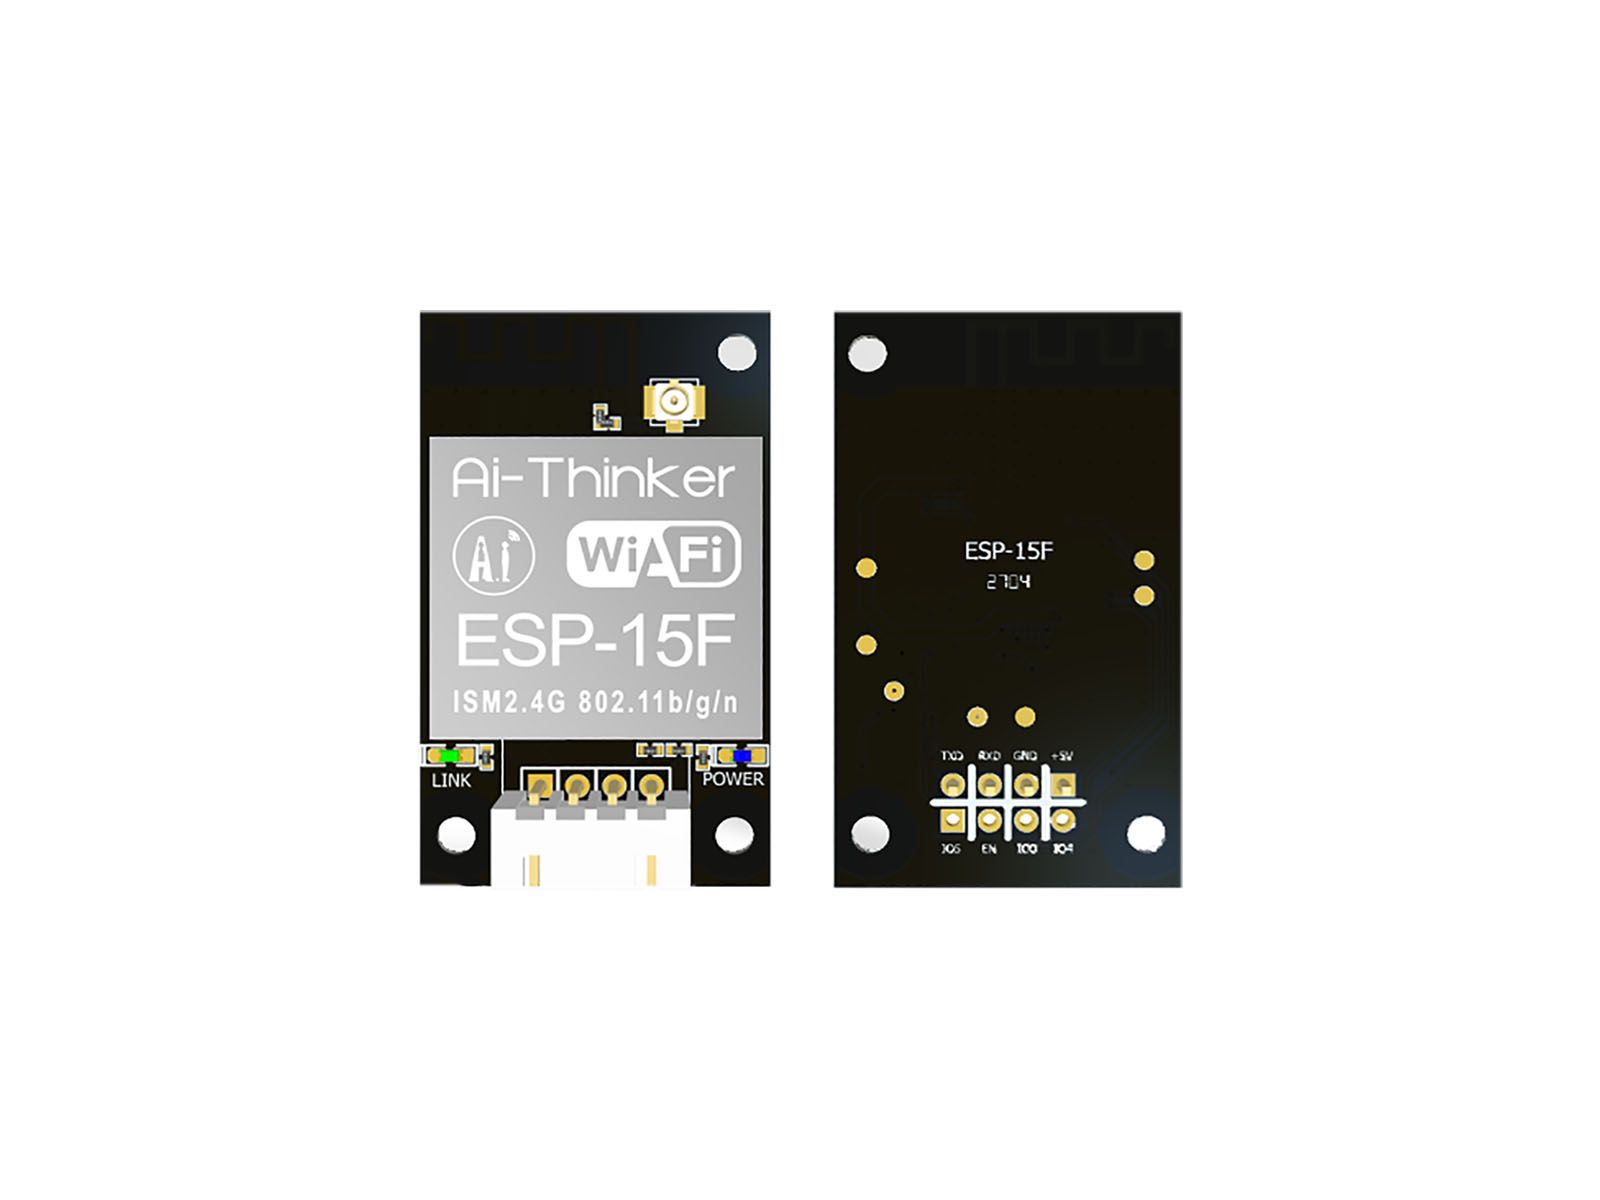 Ai-Thinker
A.i
WiFi
ESP-15F
ISM2.4G 802.11b/g/n
LINK
POWER
ESP-15F
2704
TXD RXD GND +5V
IO5 EN IO0 IO4